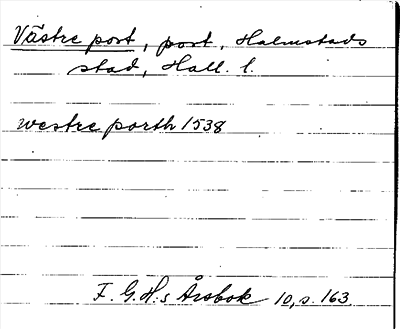 Västre port, port, Halmstads
stad, Hall. l.
westre porth 1538
F. G. H:s Årsbok 10, s. 163